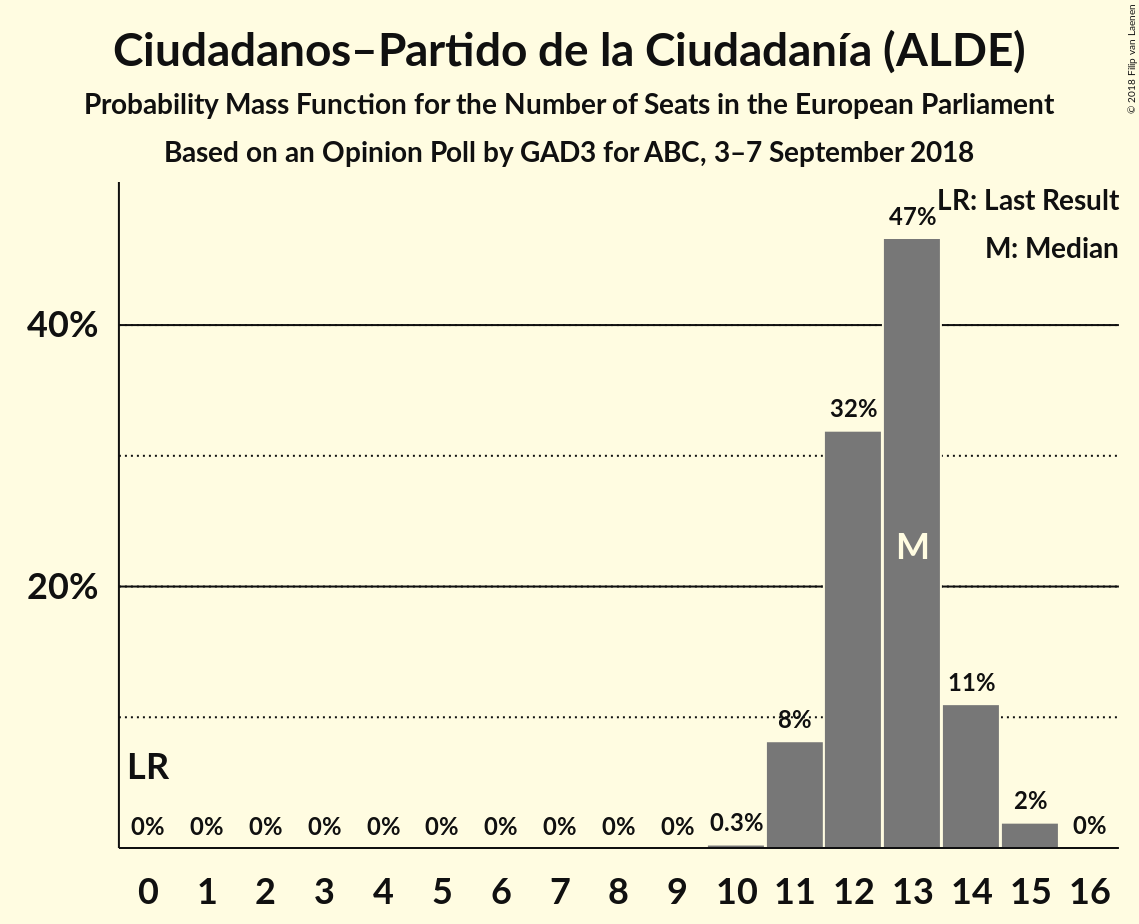 Ciudadanos–Partido de la Ciudadanía (ALDE)
Probability Mass Function for the Number of Seats in the European Parliament
Based on an Opinion Poll by GAD3 for ABC, 3–7 September 2018
© 2018 Filip van Laenen
LR: Last Result
M: Median
47%
40%
32%
M
20%
11%
8%
LR
2%
0% 0% 0% 0% 0% 0% 0% 0% 0% 0% 0.3% 0%
0 1 2 3 4 5 6 7 8 9 10 11 12 13 14 15 16